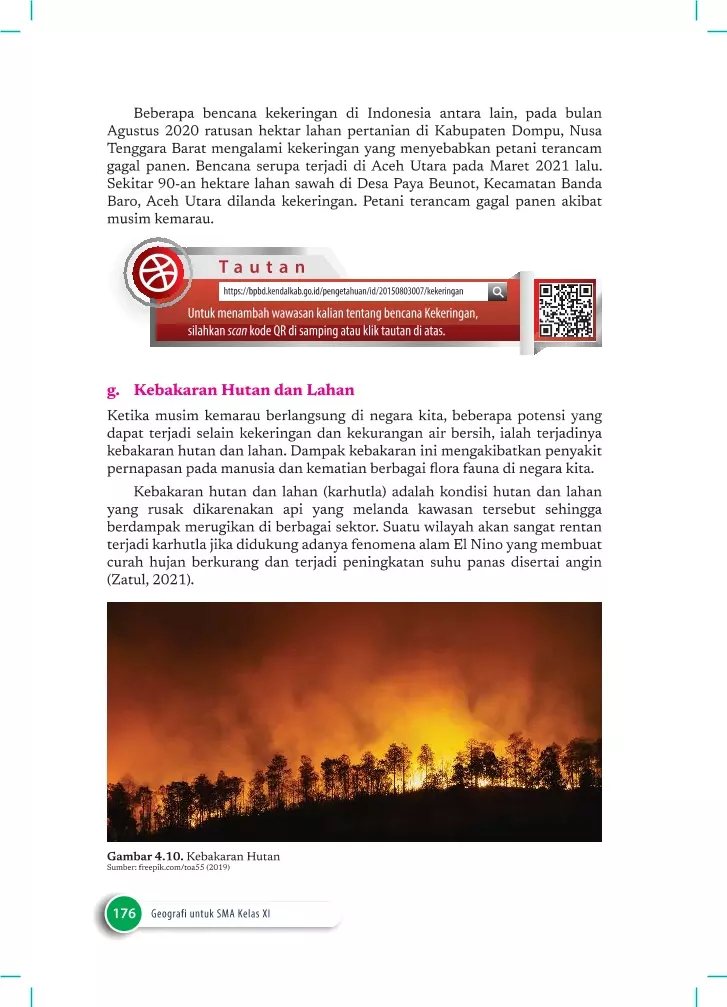 Beberapa bencana kekeringan di Indonesia antara lain, pada bulan
Agustus 2020 ratusan hektar lahan pertanian di Kabupaten Dompu, Nusa
Tenggara Barat mengalami kekeringan yang menyebabkan petani terancam
gagal panen. Bencana serupa terjadi di Aceh Utara pada Maret 2021 lalu.
Sekitar 90-an hektare lahan sawah di Desa Paya Beunot, Kecamatan Banda
Baro, Aceh Utara dilanda kekeringan. Petani terancam gagal panen akibat
musim kemarau.
Tautan
https://bpbd.kendalkab.go.id/pengetahuan/id/20150803007/kekeringan
Untuk menambah wawasan kalian tentang bencana Kekeringan,
silahkan scan kode QR di samping atau klik tautan di atas.
g. Kebakaran Hutan dan Lahan
Ketika musim kemarau berlangsung di negara kita, beberapa potensi yang
dapat terjadi selain kekeringan dan kekurangan air bersih, ialah terjadinya
kebakaran hutan dan lahan. Dampak kebakaran ini mengakibatkan penyakit
pernapasan pada manusia dan kematian berbagai flora fauna di negara kita.
Kebakaran hutan dan lahan (karhutla) adalah kondisi hutan dan lahan
yang rusak dikarenakan api yang melanda kawasan tersebut sehingga
berdampak merugikan di berbagai sektor. Suatu wilayah akan sangat rentan
terjadi karhutla jika didukung adanya fenomena alam El Nino yang membuat
curah hujan berkurang dan terjadi peningkatan suhu panas disertai angin
(Zatul, 2021).
Gambar 4.10. Kebakaran Hutan
Sumber: freepik.com/toa55 (2019)
176 Geografi untuk SMA Kelas XI